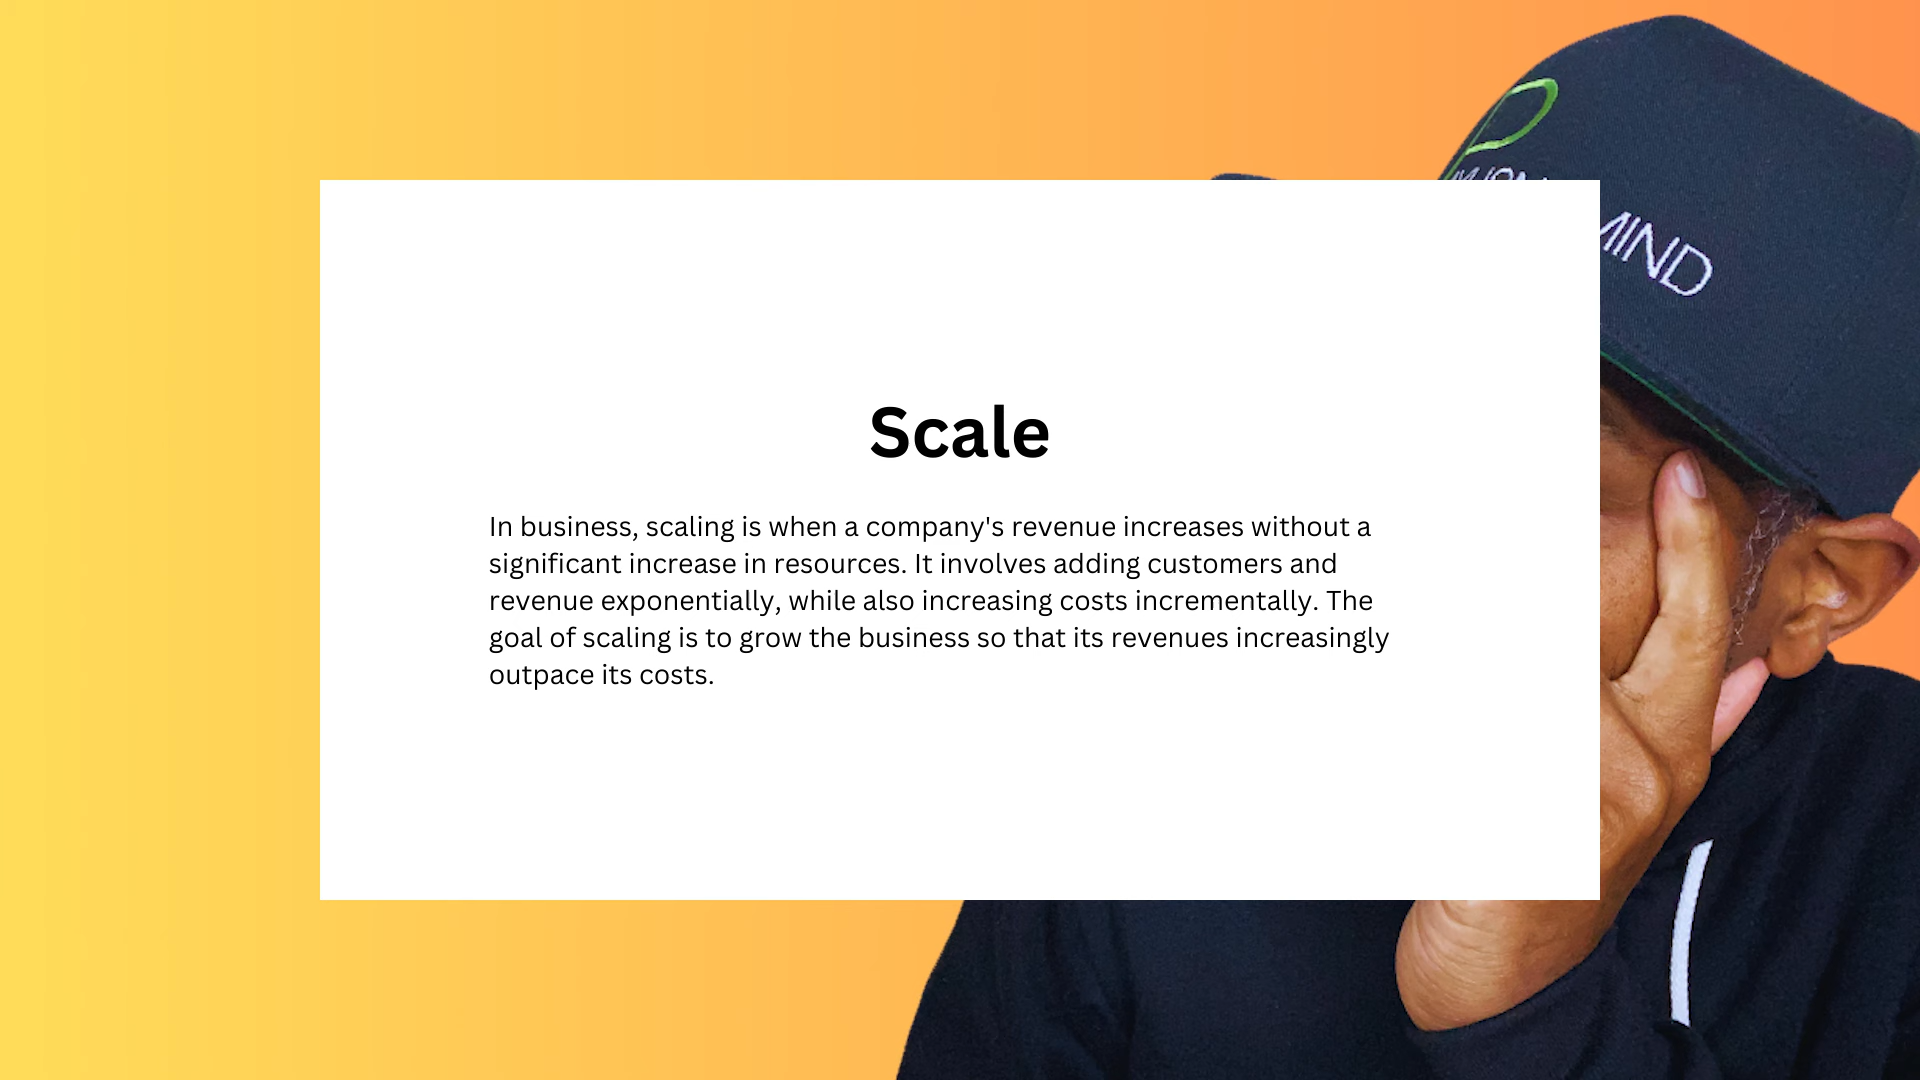 MIND
Scale
In business, scaling is when a company's revenue increases without a
significant increase in resources. It involves adding customers and
revenue exponentially, while also increasing costs incrementally. The
goal of scaling is to grow the business so that its revenues increasingly
outpace its costs.